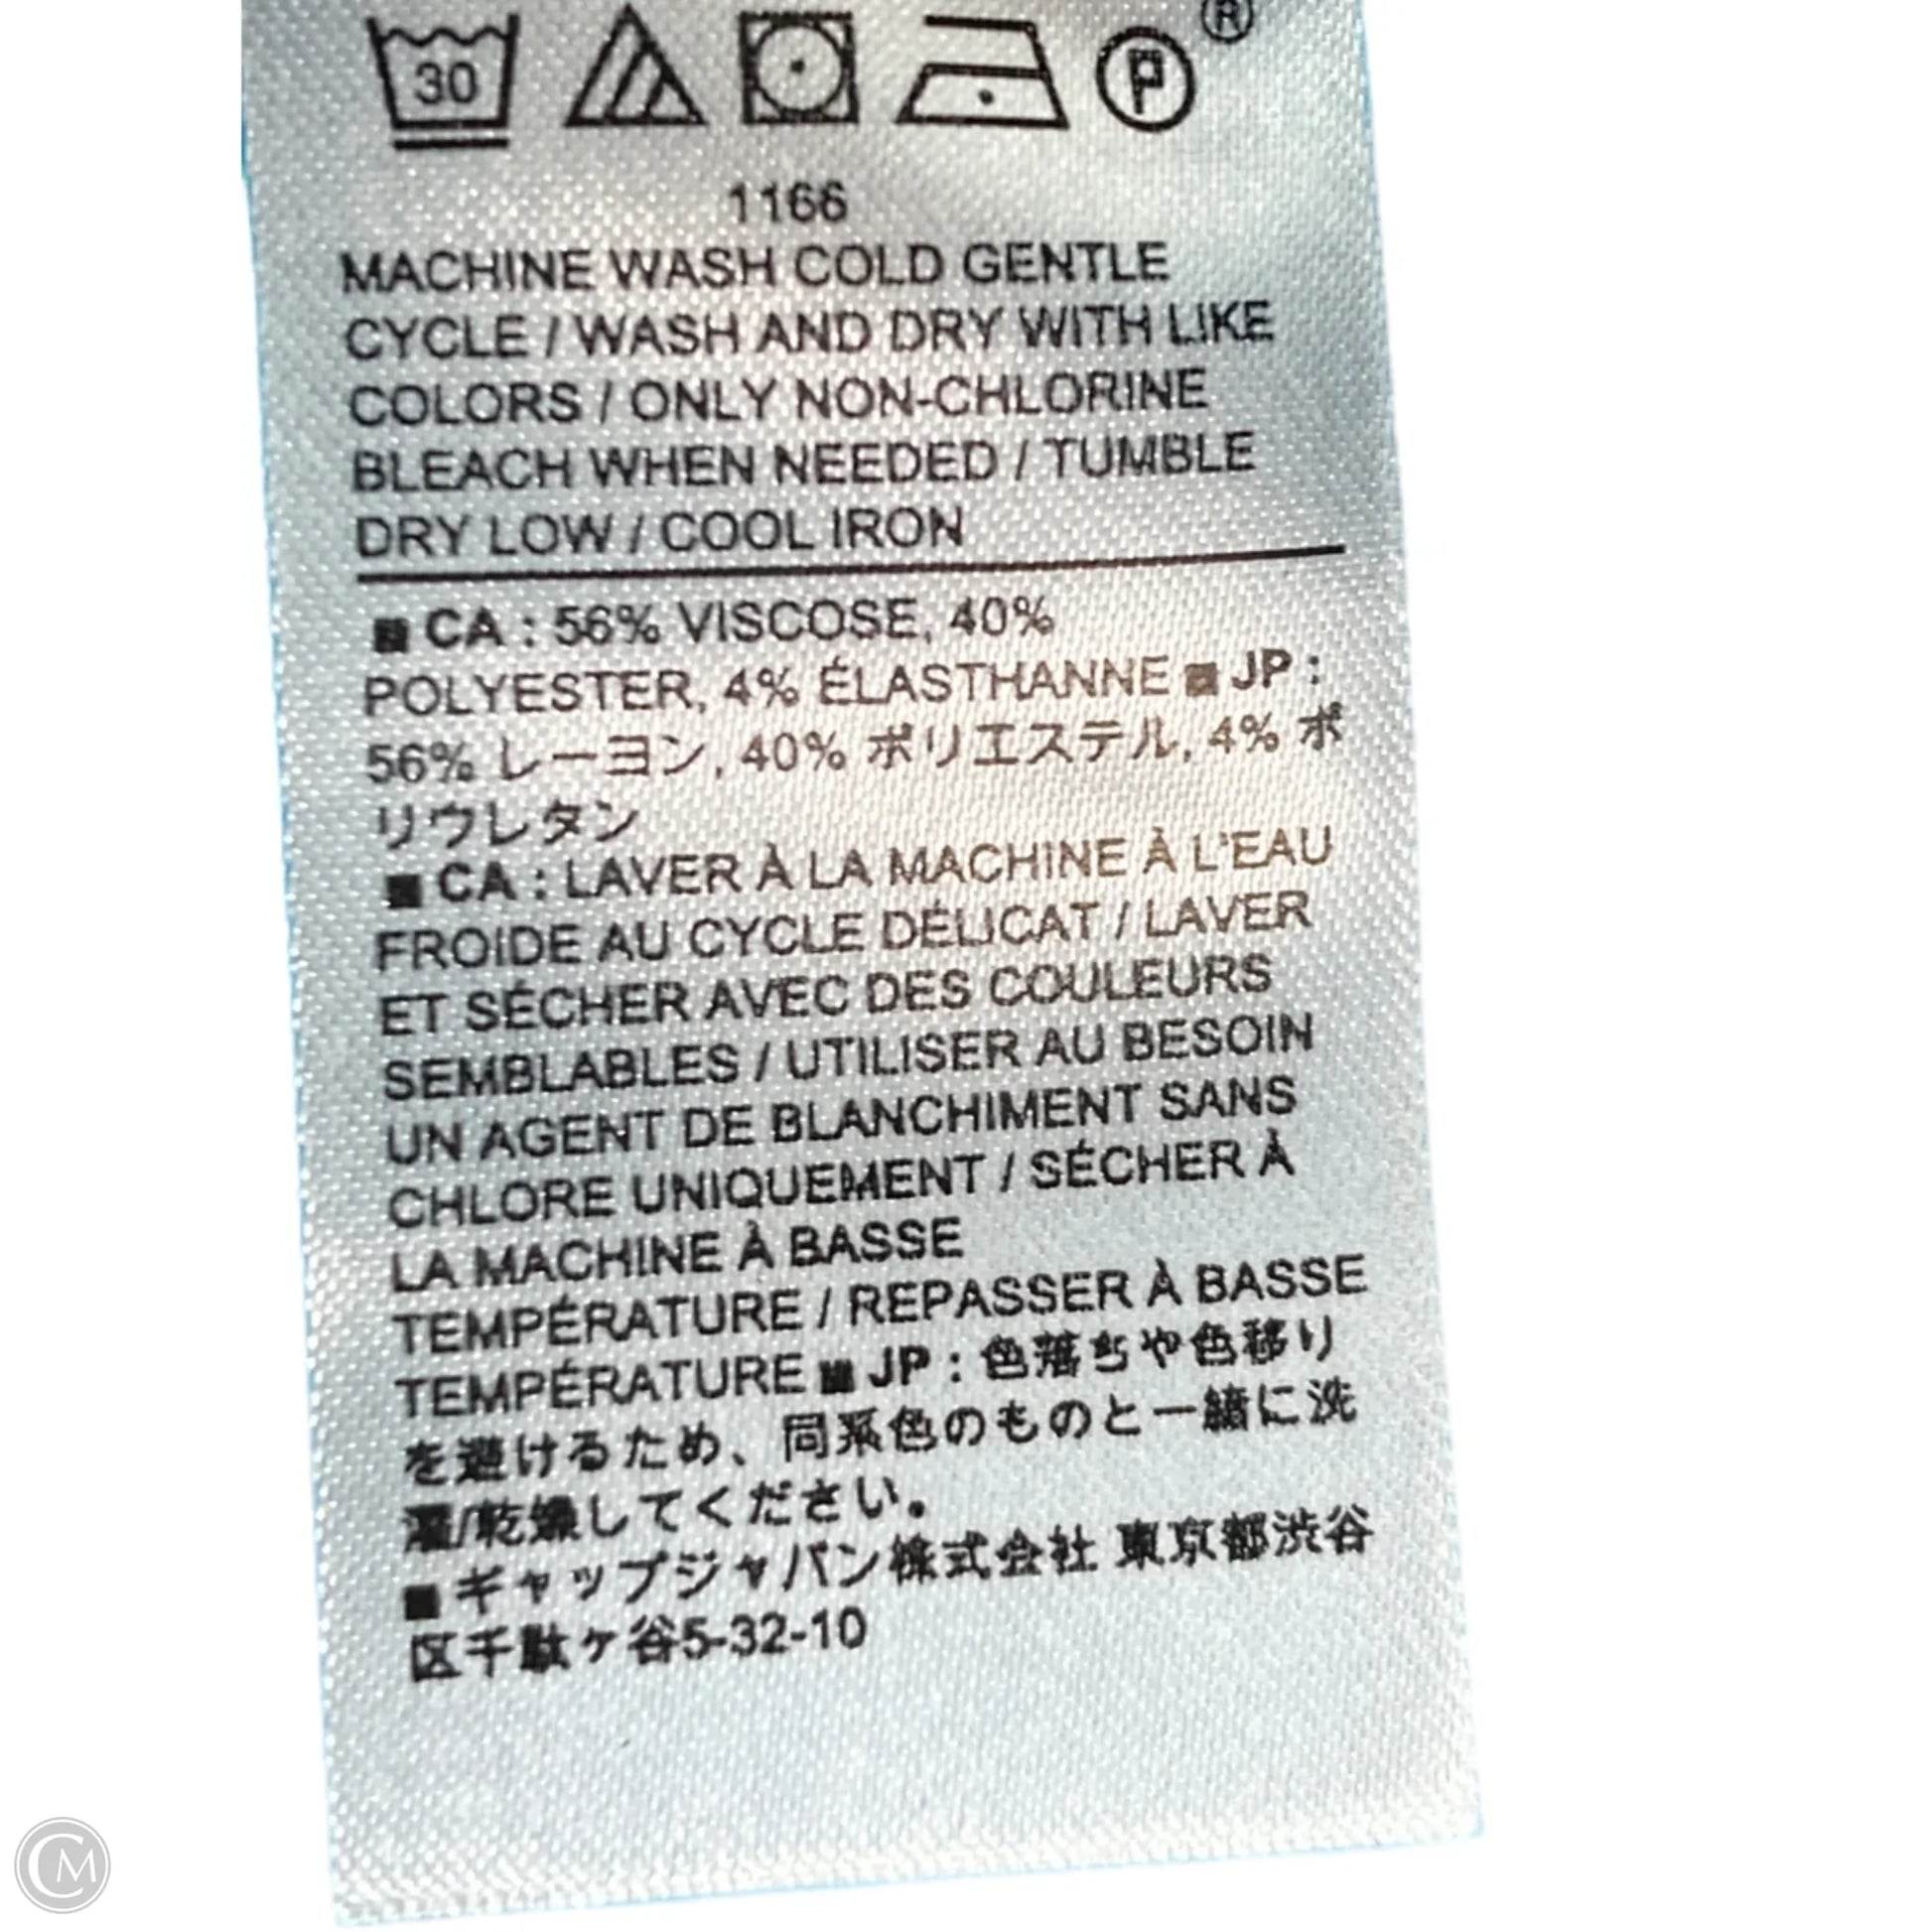 30 P ®
1166
MACHINE WASH COLD GENTLE
CYCLE / WASH AND DRY WITH LIKE
COLORS / ONLY NON-CHLORINE
BLEACH WHEN NEEDED / TUMBLE
DRY LOW / COOL IRON
■ CA : 56% VISCOSE, 40%
POLYESTER, 4% ÉLASTHANNE ■ JP :
56% レーヨン, 40% ポリエステル, 4% ポ
リウレタン
■ CA : LAVER À LA MACHINE À L'EAU
FROIDE AU CYCLE DÉLICAT / LAVER
ET SÉCHER AVEC DES COULEURS
SEMBLABLES / UTILISER AU BESOIN
UN AGENT DE BLANCHIMENT SANS
CHLORE UNIQUEMENT / SÉCHER À
LA MACHINE À BASSE
TEMPÉRATURE / REPASSER À BASSE
TEMPÉRATURE ■ JP : 色落ちや色移り
を避けるため、同系色のものと一緒に洗
濯/乾燥してください。
■ ギャップジャパン株式会社 東京都渋谷
区千駄ヶ谷5-32-10
CM